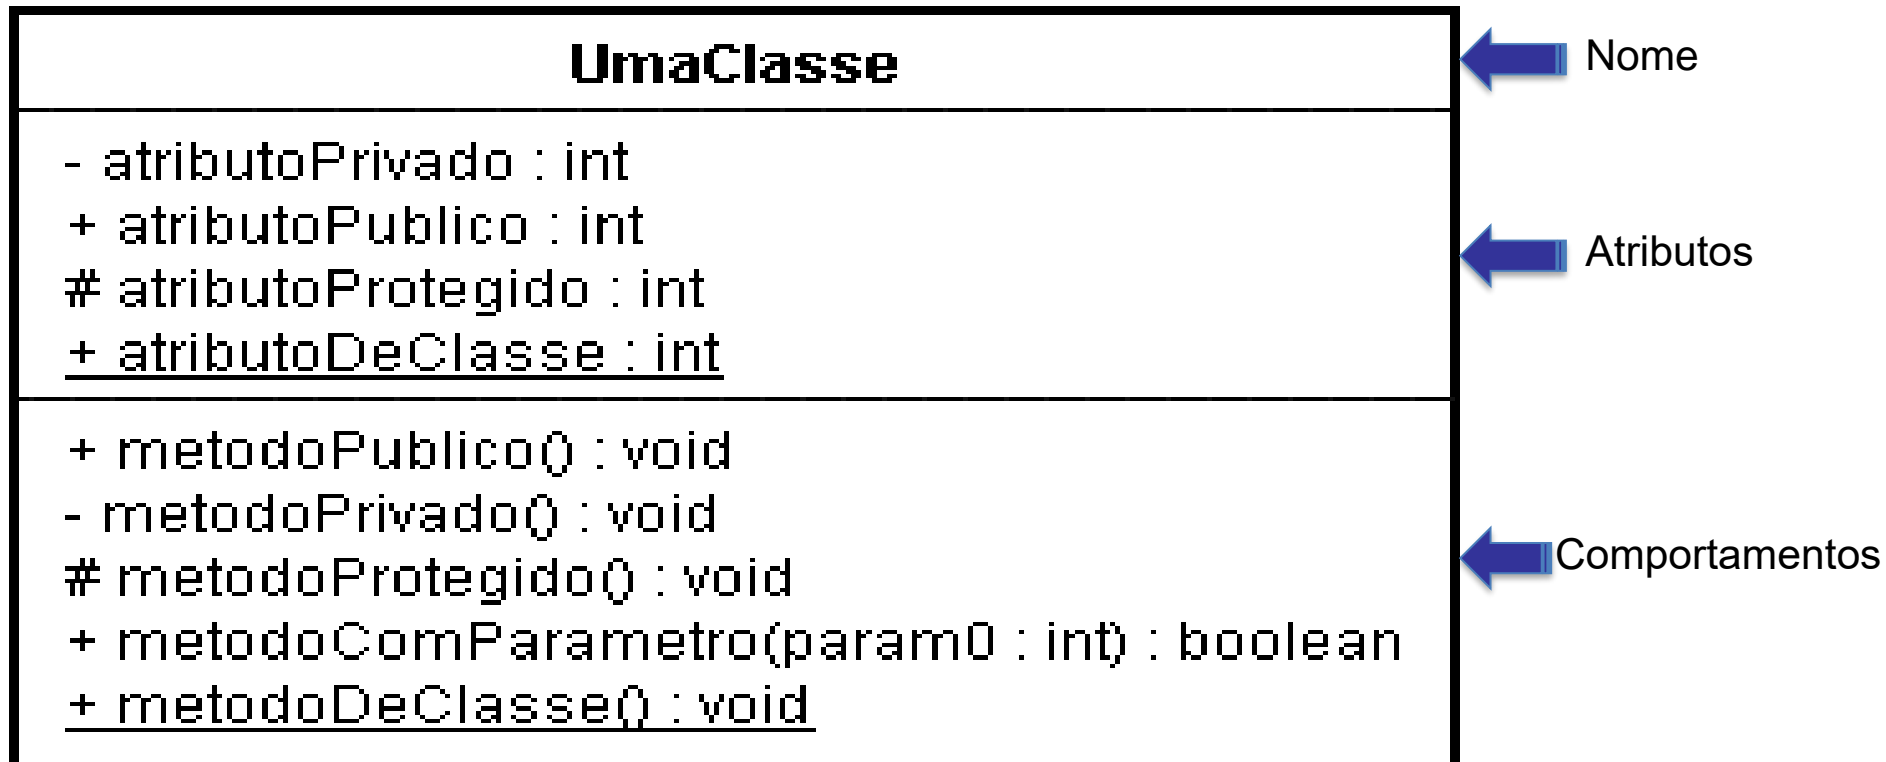 UmaClasse
Nome
- atributoPrivado : int
+ atributoPublico : int
# atributoProtegido : int
+ atributoDeClasse : int
Atributos
+ metodoPublico() : void
- metodoPrivado() : void
# metodoProtegido() : void
+ metodoComParametro(param0 : int) : boolean
+ metodoDeClasse() : void
Comportamentos